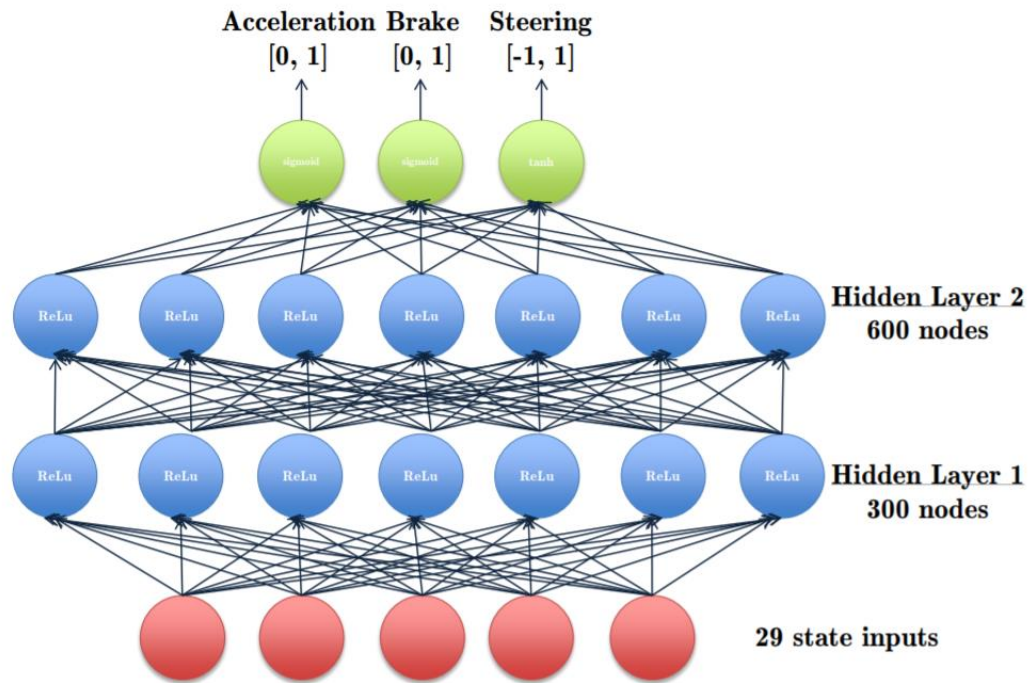 Acceleration Brake Steering
[0, 1] [0, 1] [-1, 1]
sigmoid sigmoid tanh
ReLu ReLu ReLu ReLu ReLu ReLu ReLu
Hidden Layer 2
600 nodes
ReLu ReLu ReLu ReLu ReLu ReLu ReLu
Hidden Layer 1
300 nodes
29 state inputs